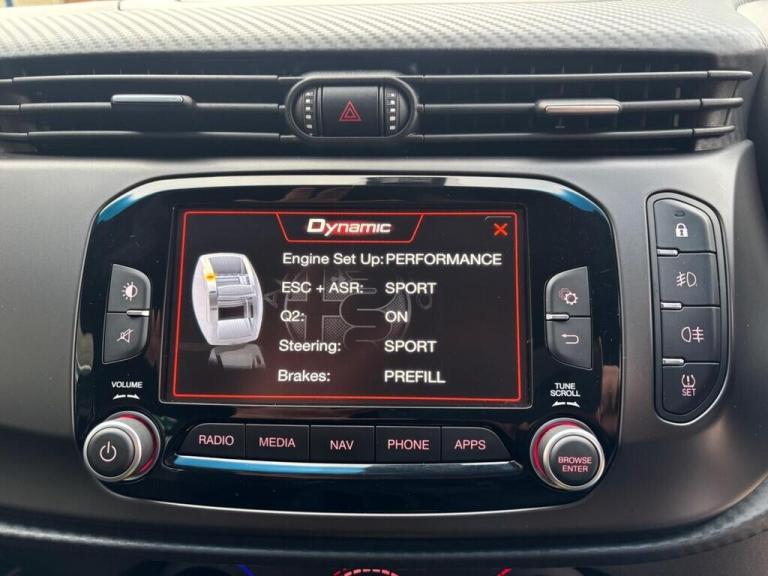 Dynamic
Engine Set Up: PERFORMANCE
ESC + ASR: SPORT
Q2: ON
Steering: SPORT
Brakes: PREFILL
VOLUME
TUNE
SCROLL
RADIO
MEDIA
NAV
PHONE
APPS
BROWSE
ENTER
SET